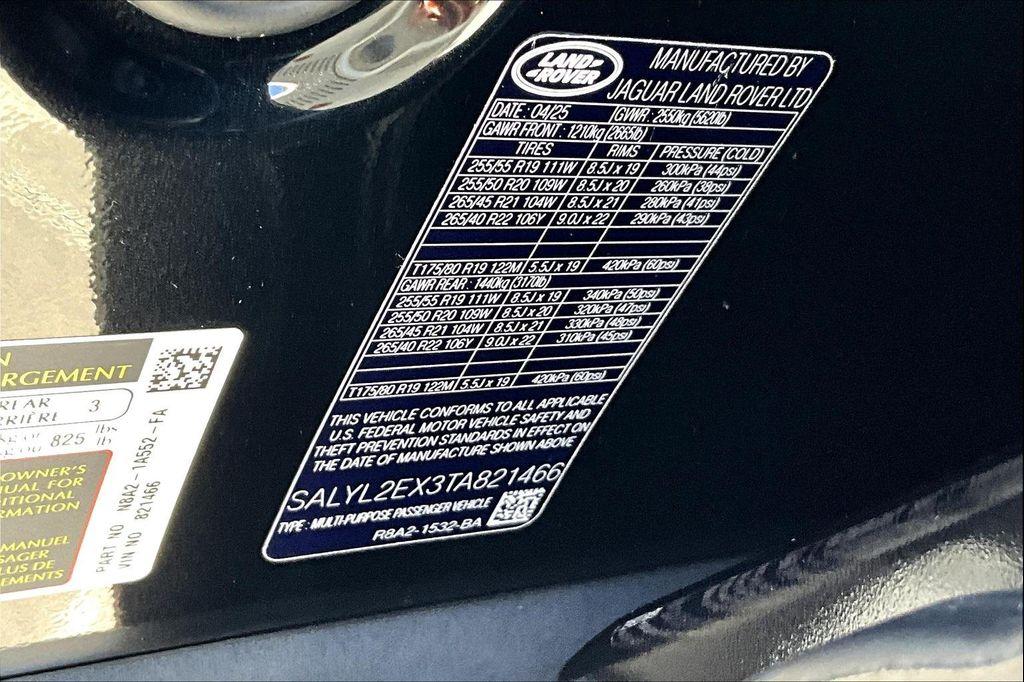 LAND ROVER
MANUFACTURED BY
JAGUAR LAND ROVER LTD
DATE : 04/25 GVWR : 2550kg (5620lb)
GAWR FRONT : 1210kg (2665lb)
TIRES RIMS PRESSURE (COLD)
255/55 R19 111W 8.5J x 19 300kPa (44psi)
255/50 R20 109W 8.5J x 20 260kPa (38psi)
265/45 R21 104W 8.5J x 21 280kPa (41psi)
265/40 R22 106Y 9.0J x 22 290kPa (43psi)
T175/80 R19 122M 5.5J x 19 420kPa (60psi)
GAWR REAR : 1440kg (3170lb)
255/55 R19 111W 8.5J x 19 340kPa (50psi)
255/50 R20 109W 8.5J x 20 320kPa (47psi)
265/45 R21 104W 8.5J x 21 330kPa (48psi)
265/40 R22 106Y 9.0J x 22 310kPa (45psi)
T175/80 R19 122M 5.5J x 19 420kPa (60psi)
THIS VEHICLE CONFORMS TO ALL APPLICABLE
U.S. FEDERAL MOTOR VEHICLE SAFETY AND
THEFT PREVENTION STANDARDS IN EFFECT ON
THE DATE OF MANUFACTURE SHOWN ABOVE
SALYL2EX3TA821466
TYPE : MULTI-PURPOSE PASSENGER VEHICLE
R8A2-1532-BA
N
RGEMENT
REAR
RRIÈRE 3
825 lbs
lb
OWNER'S
UAL FOR
ITIONAL
RMATION
MANUEL
SAGER
LUS DE
EMENTS
PART NO N8A2-1A552-FA
VIN NO 821466